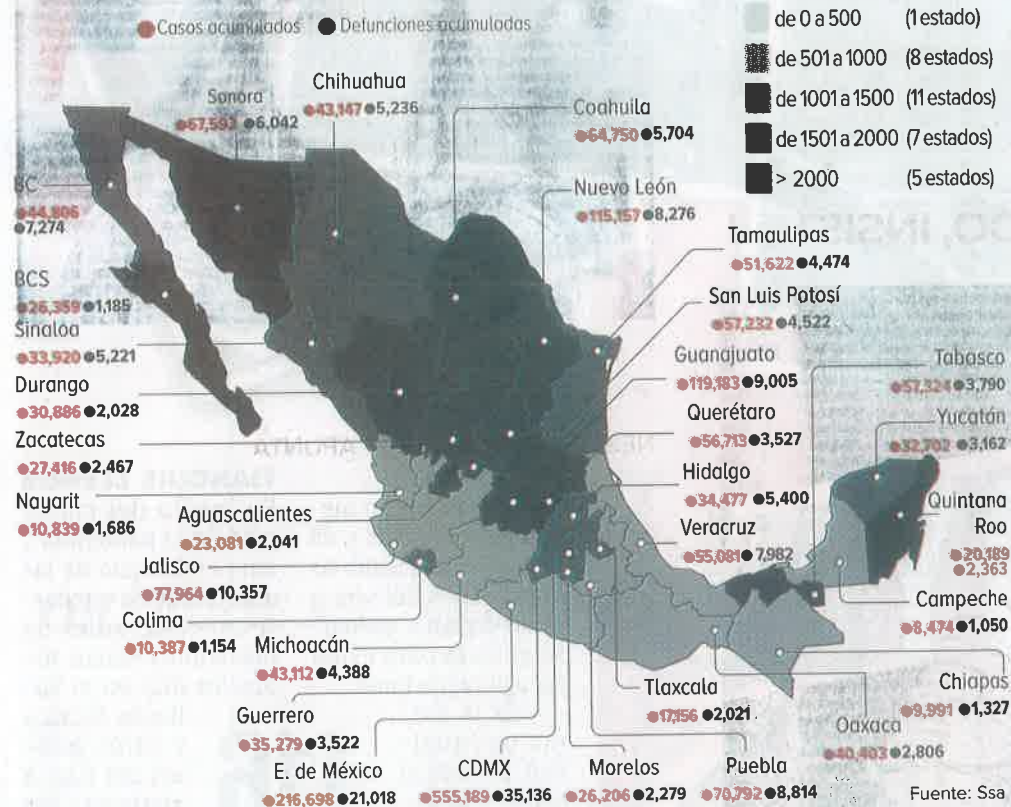 Casos acumulados Defunciones acumuladas
de 0 a 500 (1 estado)
de 501 a 1000 (8 estados)
de 1001 a 1500 (11 estados)
de 1501 a 2000 (7 estados)
> 2000 (5 estados)
Chihuahua
43,147 5,236
Sonora
67,592 6,042
Coahuila
64,750 5,704
BC
44,806
7,274
Nuevo León
115,157 8,276
Tamaulipas
51,622 4,474
BCS
26,359 1,185
San Luis Potosí
57,232 4,522
Sinaloa
33,920 5,221
Guanajuato
119,183 9,005
Tabasco
57,324 3,790
Durango
30,886 2,028
Querétaro
56,713 3,527
Yucatán
32,702 3,162
Zacatecas
27,416 2,467
Hidalgo
34,477 5,400
Nayarit
10,839 1,686
Aguascalientes
23,081 2,041
Veracruz
55,081 7,982
Quintana
Roo
20,189
2,363
Jalisco
77,964 10,357
Campeche
8,474 1,050
Colima
10,387 1,154
Michoacán
43,112 4,388
Tlaxcala
17,156 2,021
Chiapas
9,991 1,327
Guerrero
35,279 3,522
Oaxaca
40,403 2,806
E. de México
216,698 21,018
CDMX
555,189 35,136
Morelos
26,206 2,279
Puebla
70,792 8,814
Fuente: Ssa